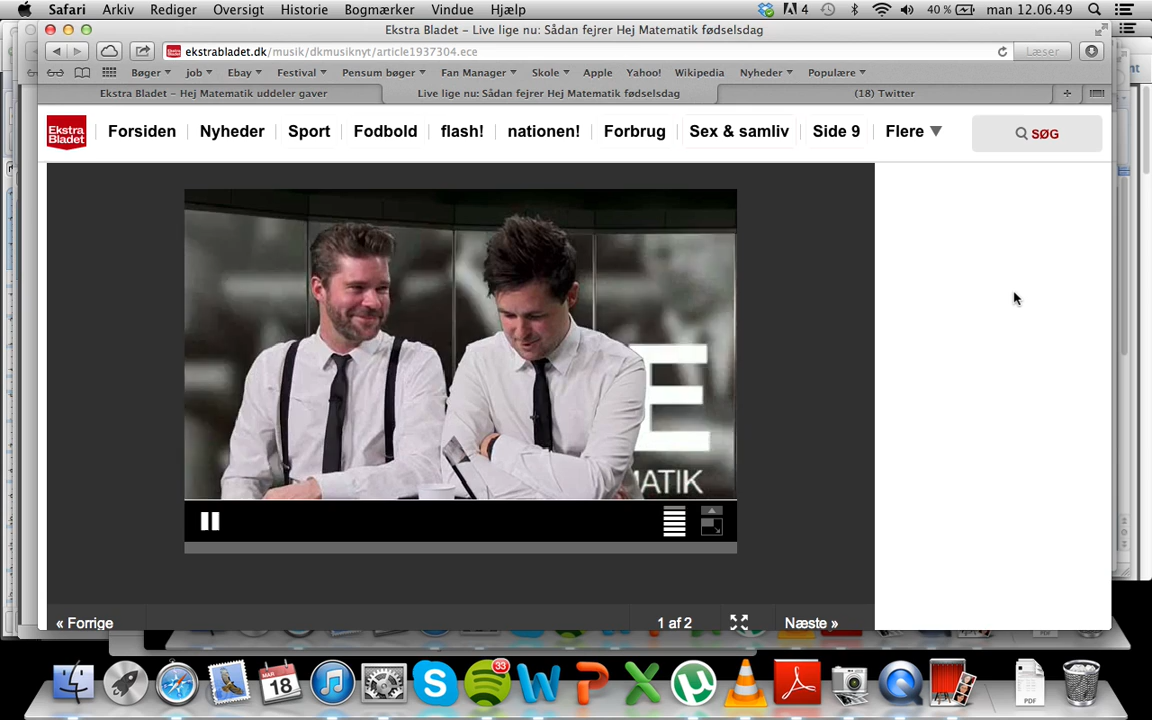 Safari Arkiv Rediger Oversigt Historie Bogmærker Vindue Hjælp 4 40 % man 12.06.49
Ekstra Bladet – Live lige nu: Sådan fejrer Hej Matematik fødselsdag
ekstrabladet.dk/musik/dkmusiknyt/article1937304.ece Læser
Bøger job Ebay Festival Pensum bøger Fan Manager Skole Apple Yahoo! Wikipedia Nyheder Populære
Ekstra Bladet – Hej Matematik uddeler gaver Live lige nu: Sådan fejrer Hej Matematik fødselsdag (18) Twitter
Ekstra
Bladet
Forsiden Nyheder Sport Fodbold flash! nationen! Forbrug Sex & samliv Side 9 Flere SØG
E
MATIK
« Forrige 1 af 2 Næste »
33
MAR
18
PDF